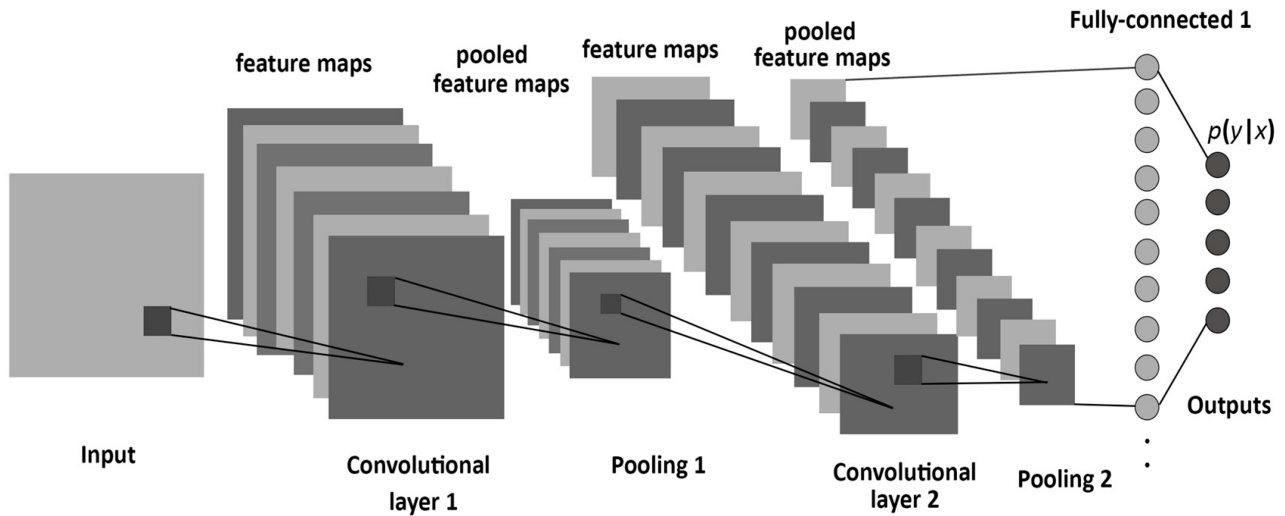 Fully-connected 1
feature maps
pooled
feature maps
feature maps
pooled
feature maps
p(y|x)
Input
Convolutional
layer 1
Pooling 1
Convolutional
layer 2
Pooling 2
Outputs